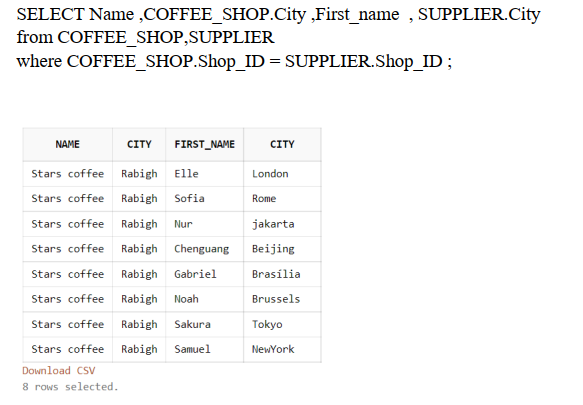 SELECT Name ,COFFEE_SHOP.City ,First_name , SUPPLIER.City
from COFFEE_SHOP,SUPPLIER
where COFFEE_SHOP.Shop_ID = SUPPLIER.Shop_ID ;
NAME CITY FIRST_NAME CITY
Stars coffee Rabigh Elle London
Stars coffee Rabigh Sofia Rome
Stars coffee Rabigh Nur jakarta
Stars coffee Rabigh Chenguang Beijing
Stars coffee Rabigh Gabriel Brasília
Stars coffee Rabigh Noah Brussels
Stars coffee Rabigh Sakura Tokyo
Stars coffee Rabigh Samuel NewYork
Download CSV
8 rows selected.